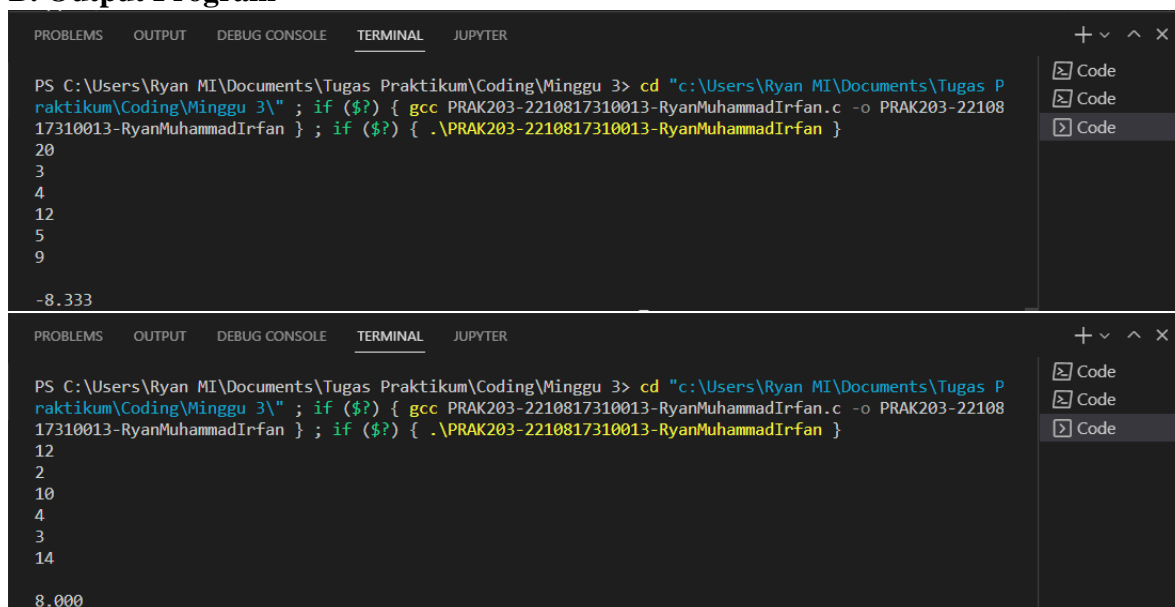 PROBLEMS OUTPUT DEBUG CONSOLE TERMINAL JUPYTER
PS C:\Users\Ryan MI\Documents\Tugas Praktikum\Coding\Minggu 3> cd "c:\Users\Ryan MI\Documents\Tugas P
raktikum\Coding\Minggu 3\" ; if ($?) { gcc PRAK203-2210817310013-RyanMuhammadIrfan.c -o PRAK203-22108
17310013-RyanMuhammadIrfan } ; if ($?) { .\PRAK203-2210817310013-RyanMuhammadIrfan }
20
3
4
12
5
9
-8.333
Code
Code
Code
PROBLEMS OUTPUT DEBUG CONSOLE TERMINAL JUPYTER
PS C:\Users\Ryan MI\Documents\Tugas Praktikum\Coding\Minggu 3> cd "c:\Users\Ryan MI\Documents\Tugas P
raktikum\Coding\Minggu 3\" ; if ($?) { gcc PRAK203-2210817310013-RyanMuhammadIrfan.c -o PRAK203-22108
17310013-RyanMuhammadIrfan } ; if ($?) { .\PRAK203-2210817310013-RyanMuhammadIrfan }
12
2
10
4
3
14
8.000
Code
Code
Code